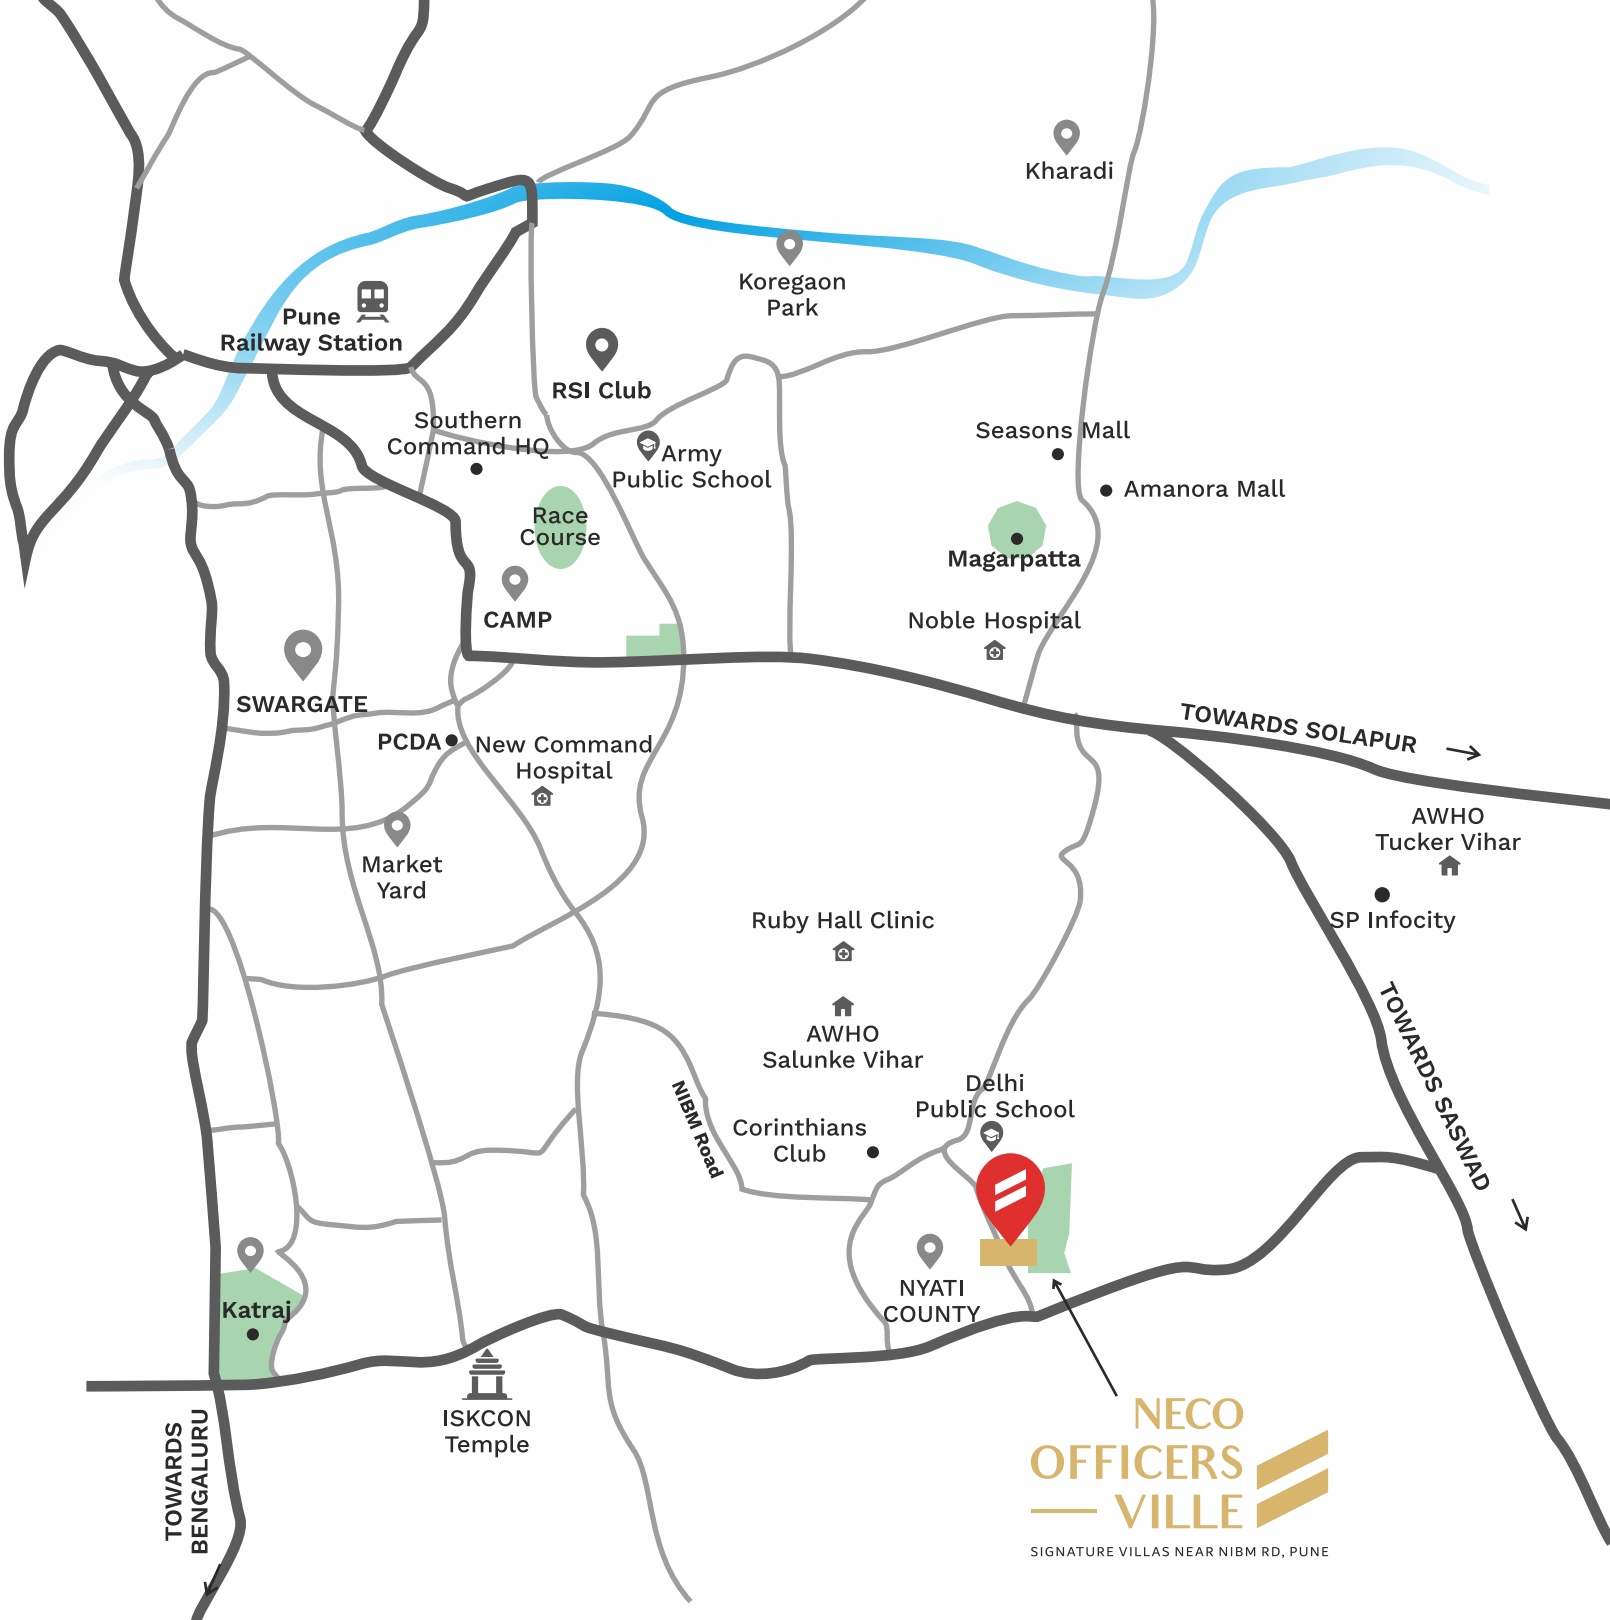 Kharadi
Koregaon
Park
Pune
Railway Station
RSI Club
Southern
Command HQ
Army
Public School
Seasons Mall
Amanora Mall
Race
Course
Magarpatta
CAMP
Noble Hospital
SWARGATE
TOWARDS SOLAPUR
PCDA
New Command
Hospital
AWHO
Tucker Vihar
Market
Yard
SP Infocity
Ruby Hall Clinic
AWHO
Salunke Vihar
TOWARDS SASWAD
NIBM Road
Delhi
Public School
Corinthians
Club
NYATI
COUNTY
Katraj
ISKCON
Temple
TOWARDS
BENGALURU
NECO
OFFICERS
VILLE
SIGNATURE VILLAS NEAR NIBM RD, PUNE